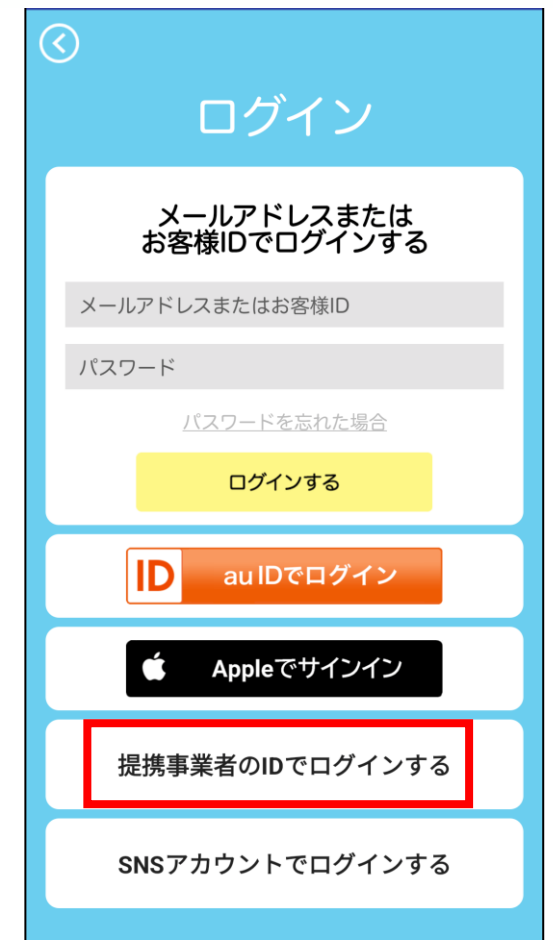 ログイン
メールアドレスまたは
お客様IDでログインする
メールアドレスまたはお客様ID
パスワード
パスワードを忘れた場合
ログインする
ID au IDでログイン
Appleでサインイン
提携事業者のIDでログインする
SNSアカウントでログインする